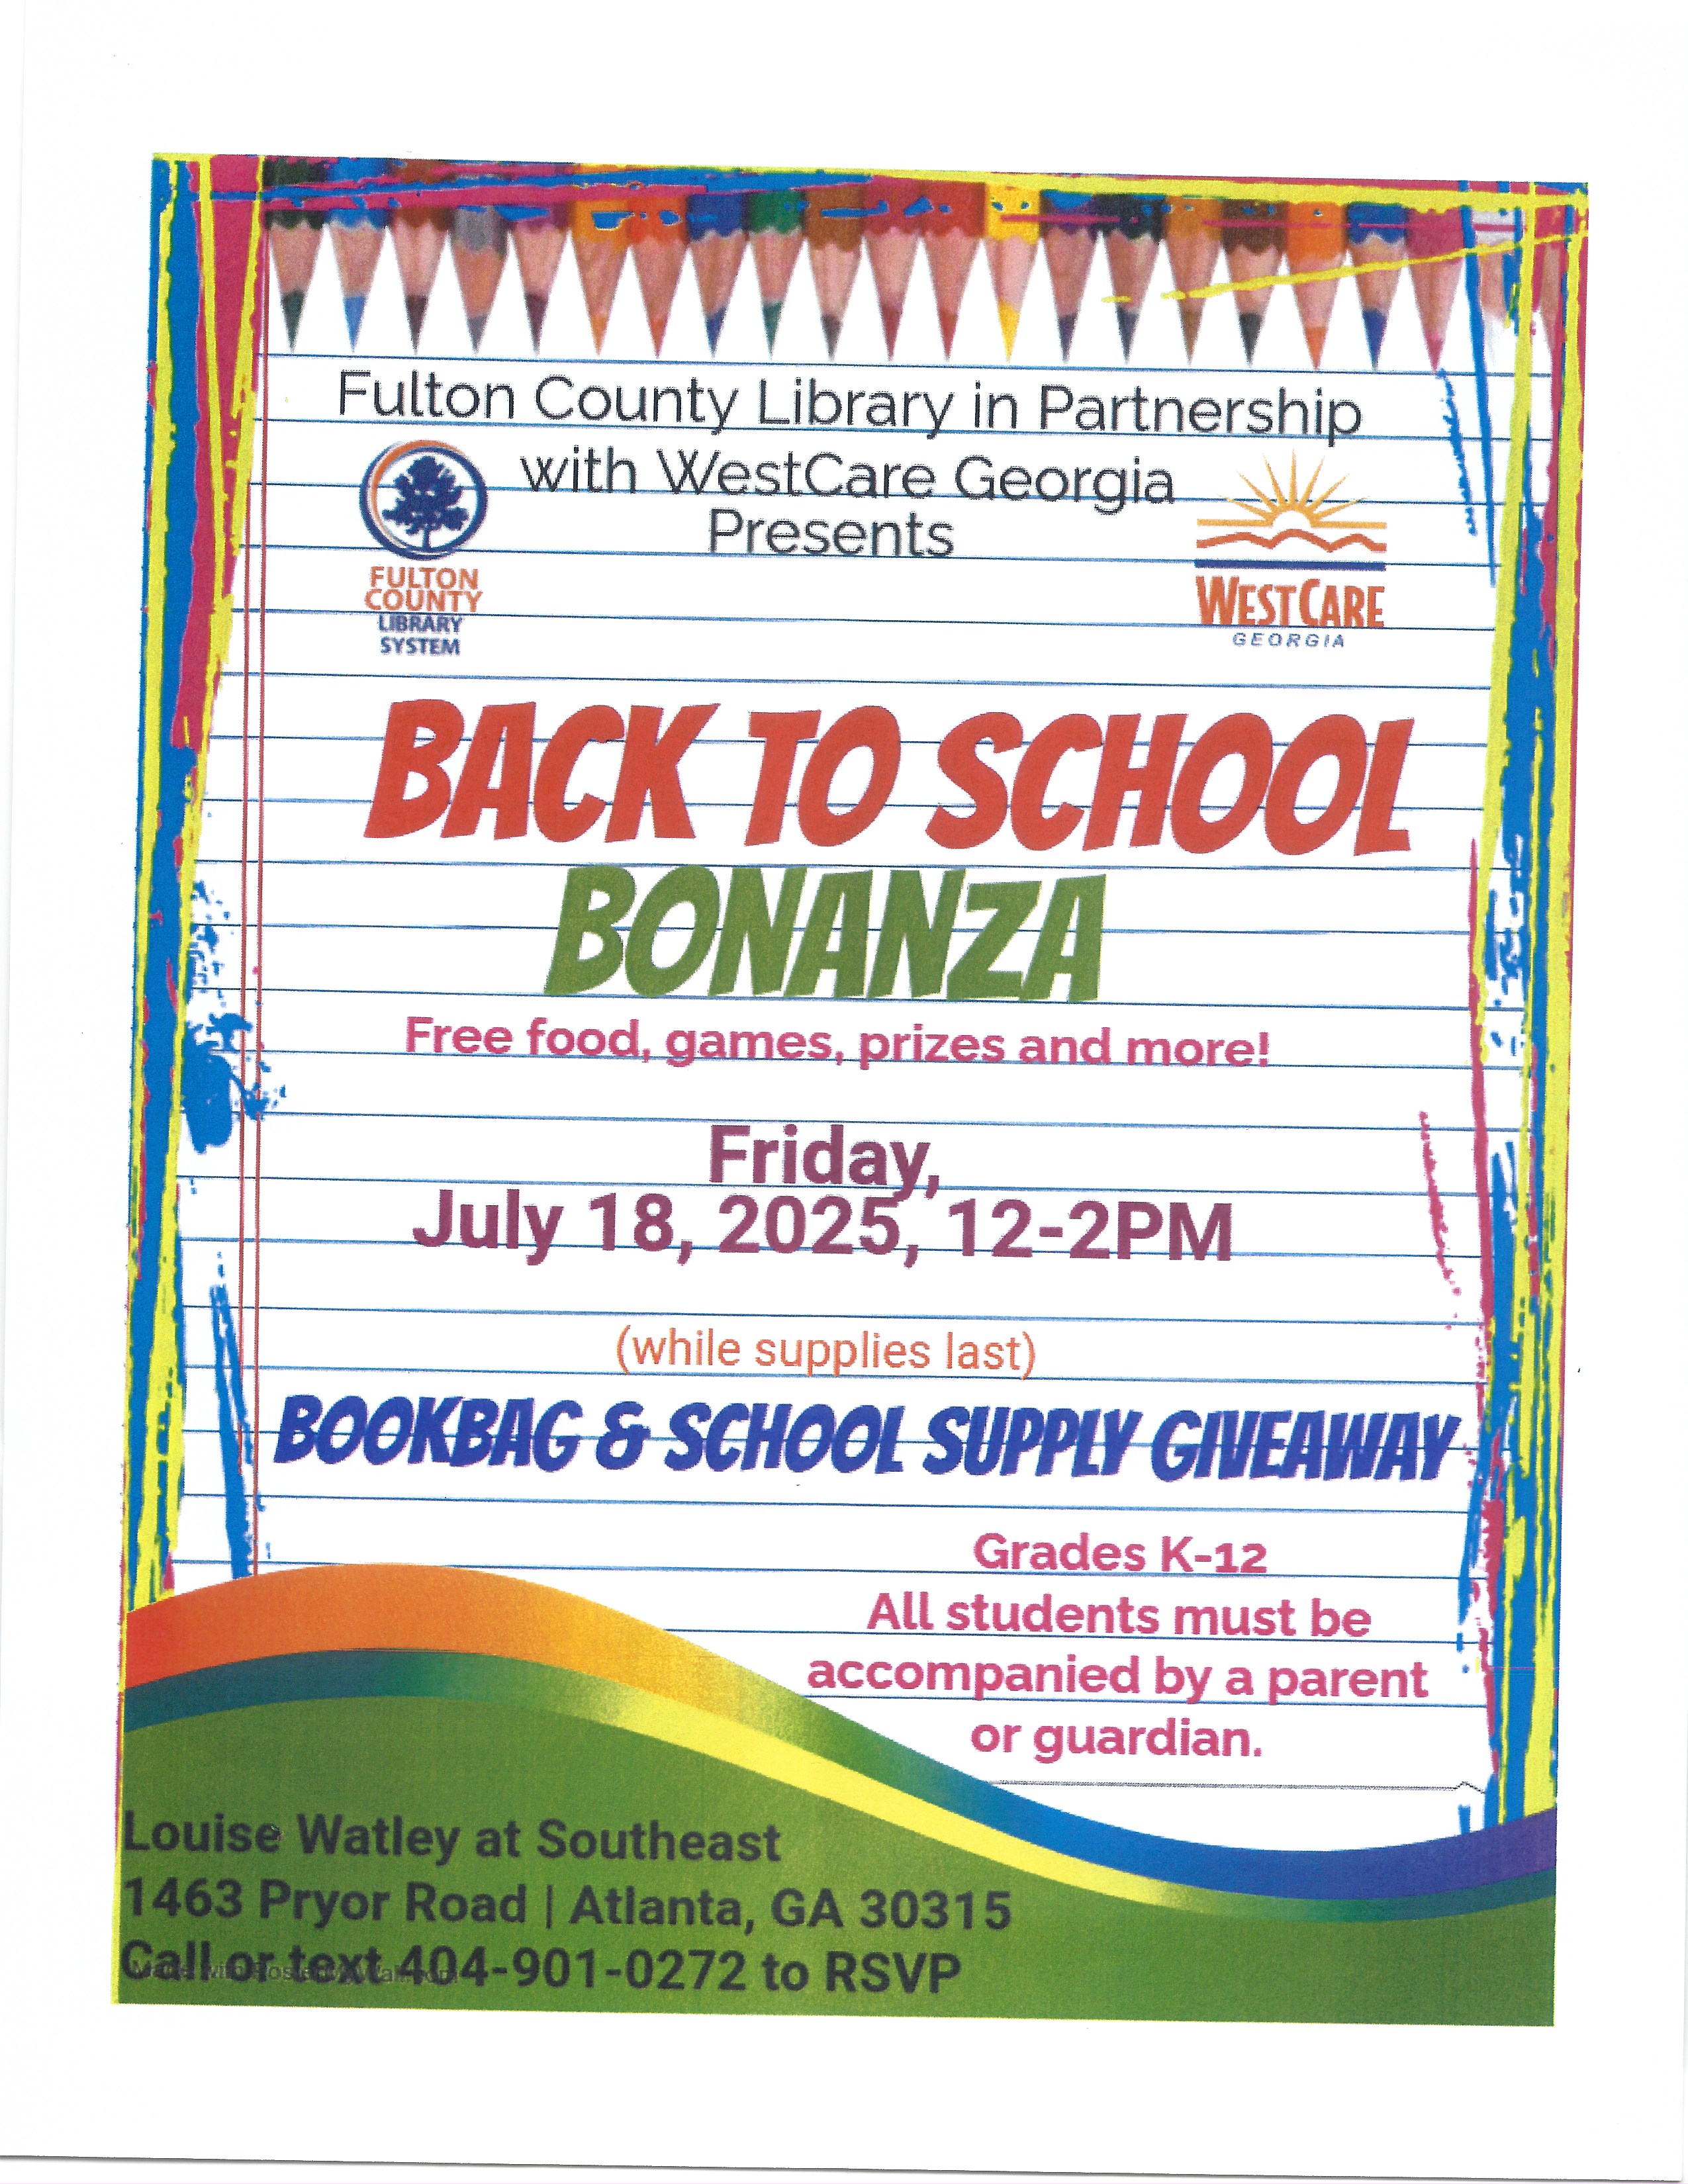 Fulton County Library in Partnership
with WestCare Georgia
Presents
FULTON
COUNTY
LIBRARY
SYSTEM
WESTCARE
GEORGIA
BACK TO SCHOOL
BONANZA
Free food, games, prizes and more!
Friday,
July 18, 2025, 12-2PM
(while supplies last)
BOOKBAG & SCHOOL SUPPLY GIVEAWAY
Grades K-12
All students must be
accompanied by a parent
or guardian.
Louise Watley at Southeast
1463 Pryor Road | Atlanta, GA 30315
Call or text 404-901-0272 to RSVP